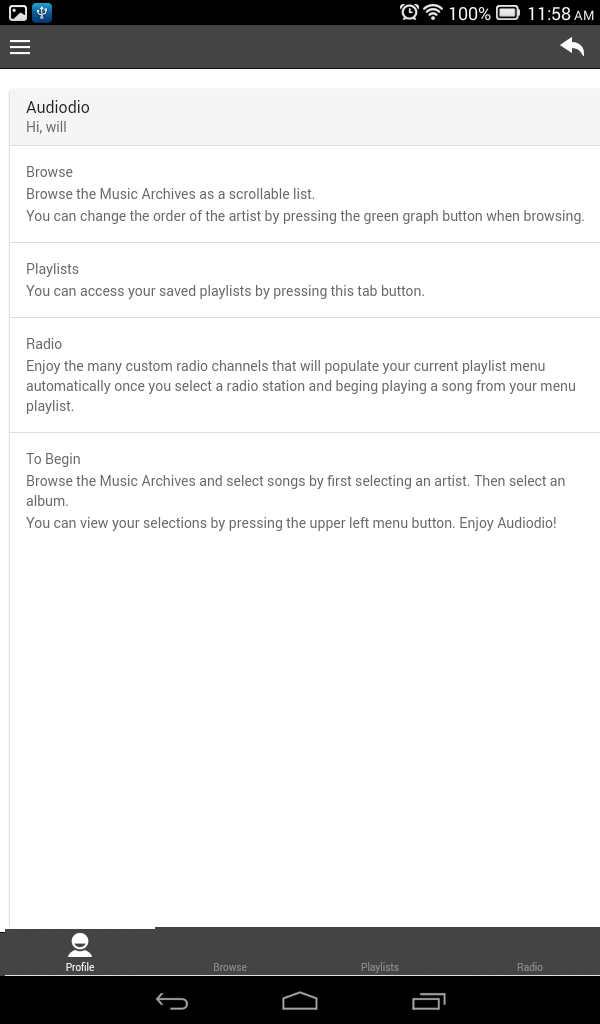 100% 11:58 AM
Audiodio
Hi, will
Browse
Browse the Music Archives as a scrollable list.
You can change the order of the artist by pressing the green graph button when browsing.
Playlists
You can access your saved playlists by pressing this tab button.
Radio
Enjoy the many custom radio channels that will populate your current playlist menu
automatically once you select a radio station and beging playing a song from your menu
playlist.
To Begin
Browse the Music Archives and select songs by first selecting an artist. Then select an
album.
You can view your selections by pressing the upper left menu button. Enjoy Audiodio!
Profile Browse Playlists Radio